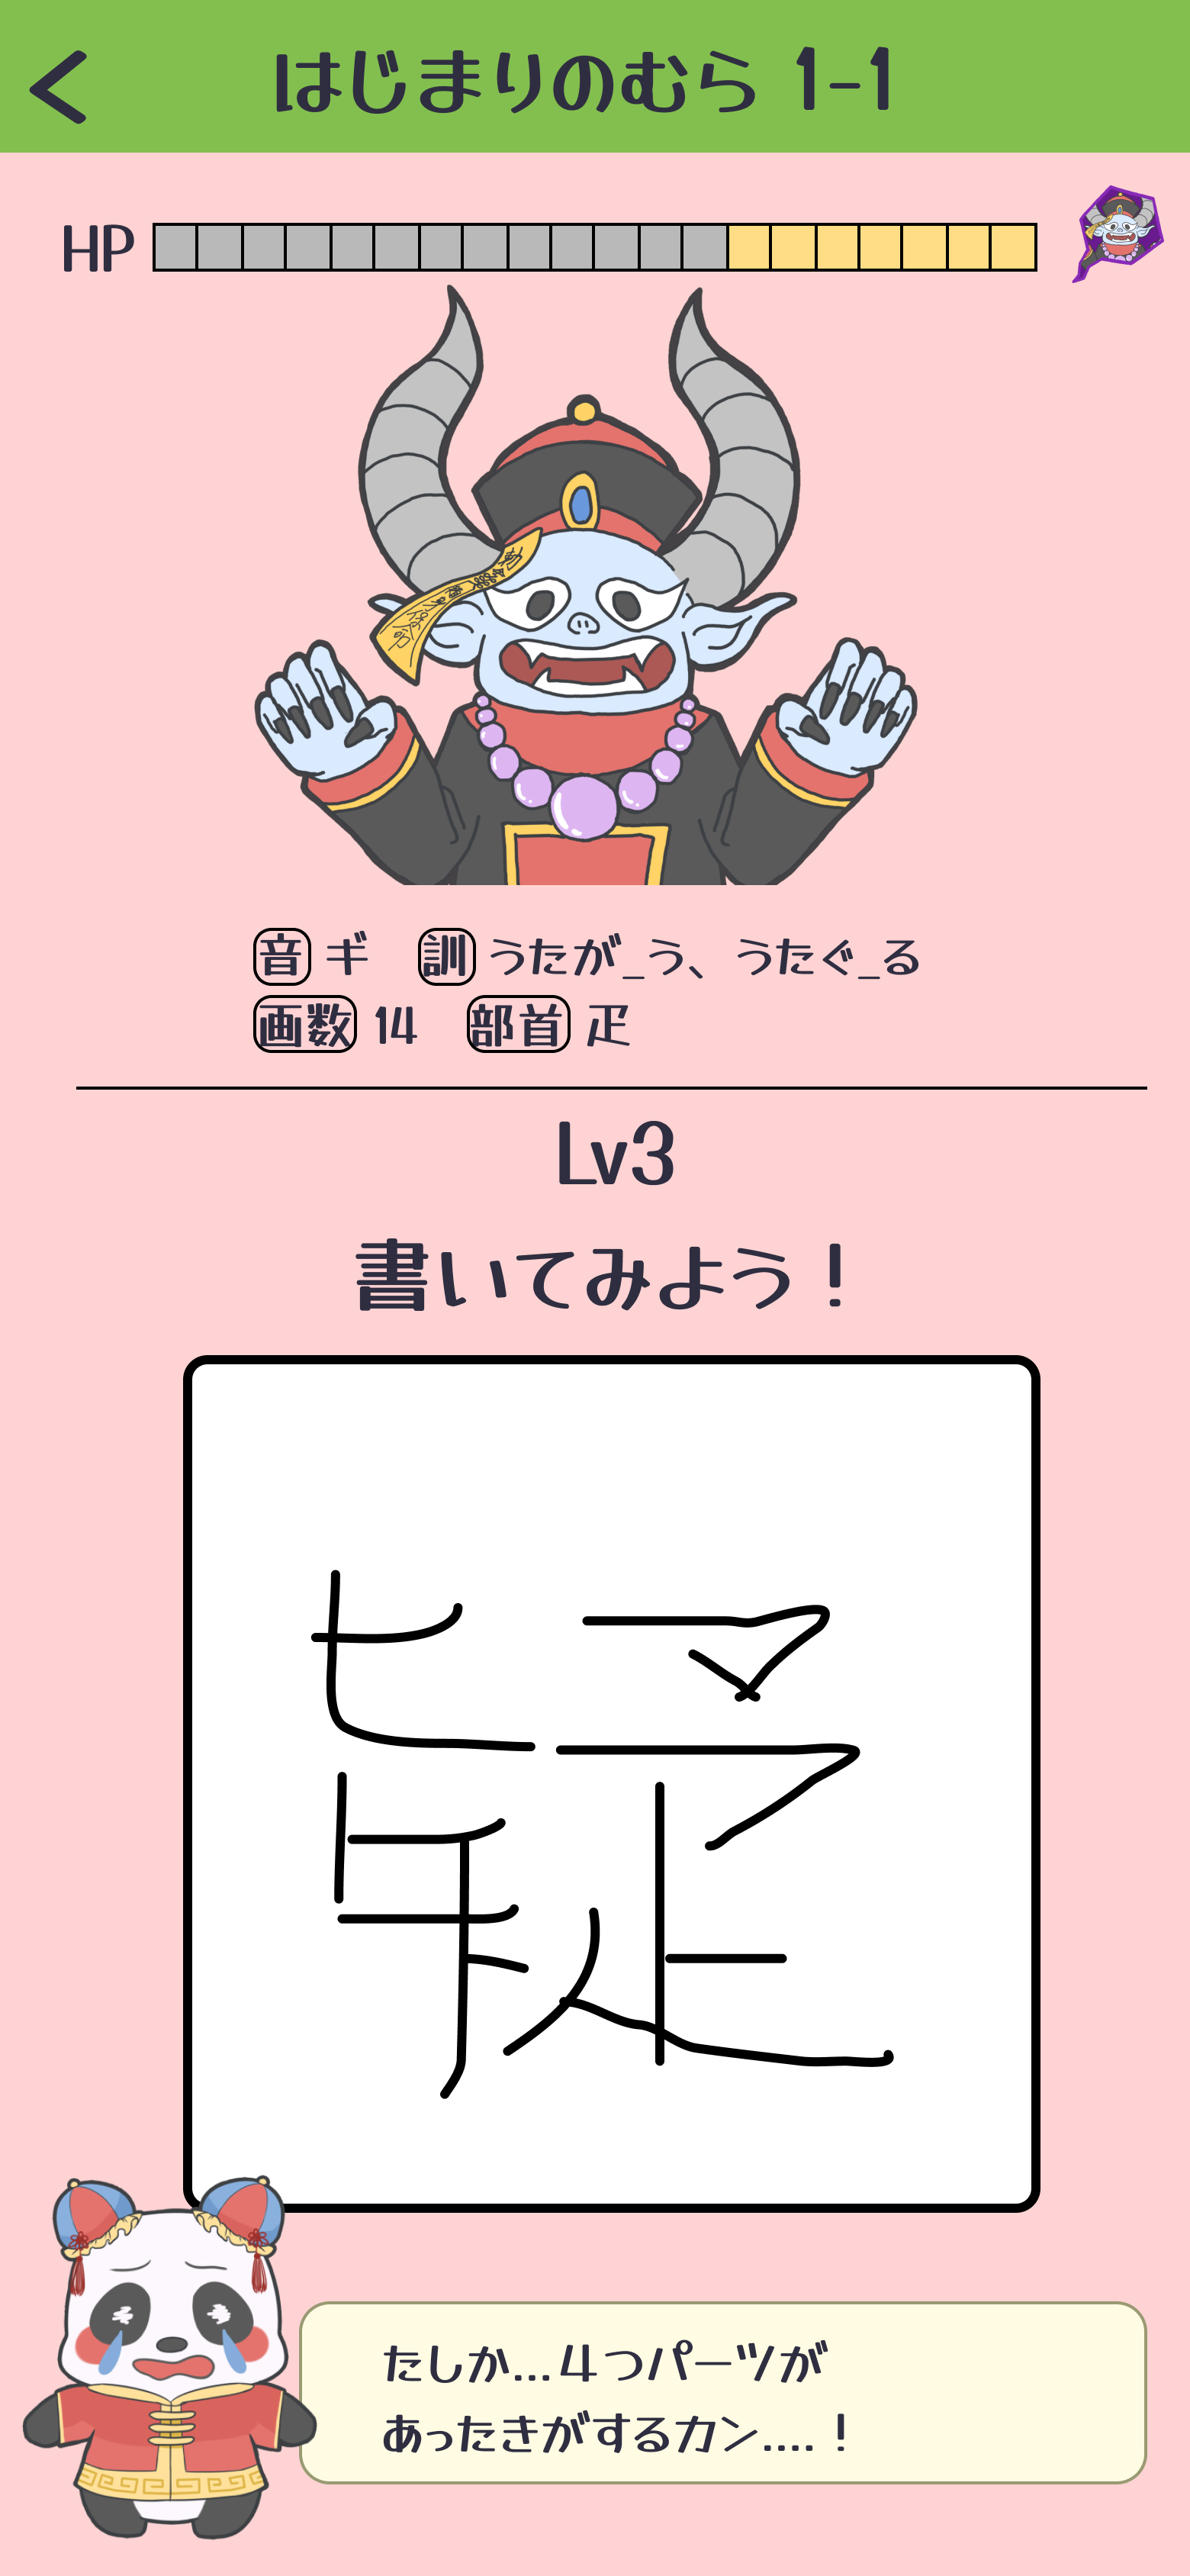 はじまりのむら 1-1
HP
音 ギ 訓 うたが_う、うたぐ_る
画数 14 部首 疋
Lv3
書いてみよう！
疑
たしか...4つパーツが
あったきがするカン....！